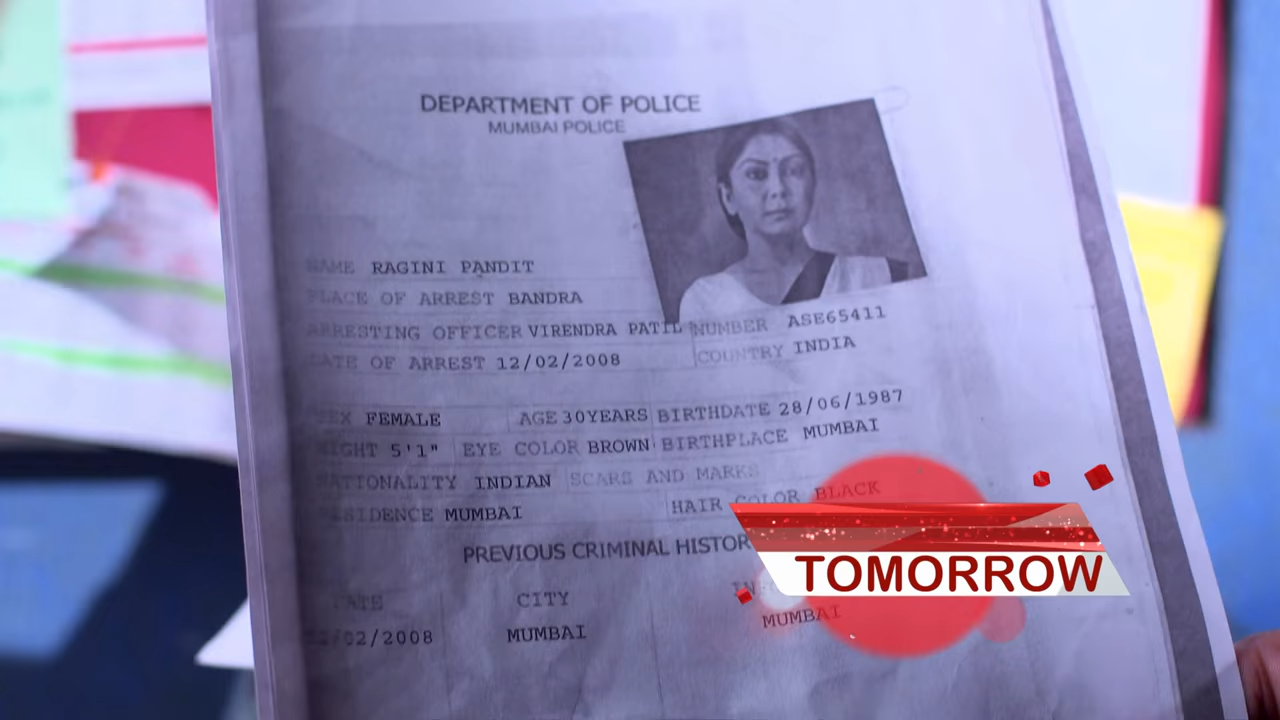 DEPARTMENT OF POLICE
MUMBAI POLICE
NAME RAGINI PANDIT
PLACE OF ARREST BANDRA
ARRESTING OFFICER VIRENDRA PATIL NUMBER ASE65411
DATE OF ARREST 12/02/2008 COUNTRY INDIA
SEX FEMALE AGE 30YEARS BIRTHDATE 28/06/1987
5'1" EYE COLOR BROWN BIRTHPLACE MUMBAI
NATIONALITY INDIAN SCARS AND MARKS
RESIDENCE MUMBAI HAIR COLOR BLACK
PREVIOUS CRIMINAL HISTOR
DATE CITY
02/2008 MUMBAI MUMBAI
TOMORROW